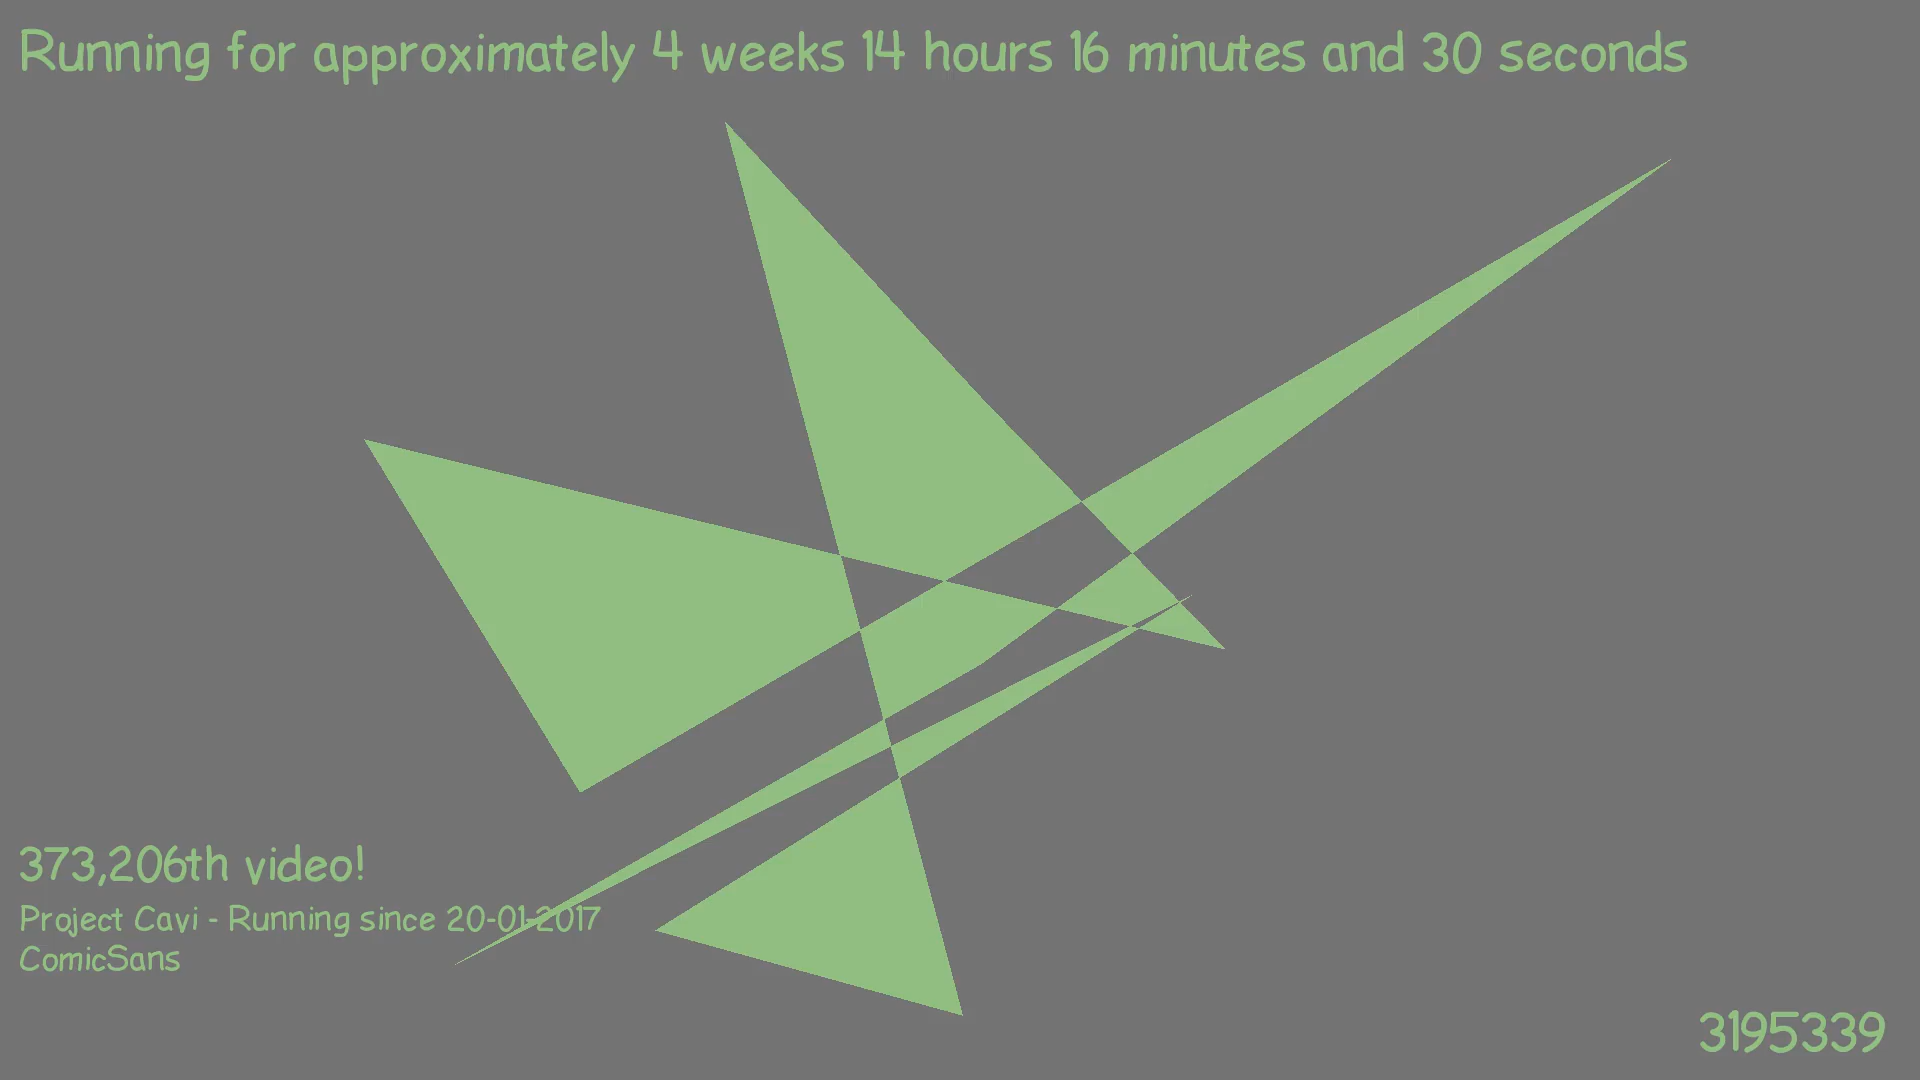 Running for approximately 4 weeks 14 hours 16 minutes and 30 seconds
373,206th video!
Project Cavi - Running since 20-01-2017
ComicSans
3195339